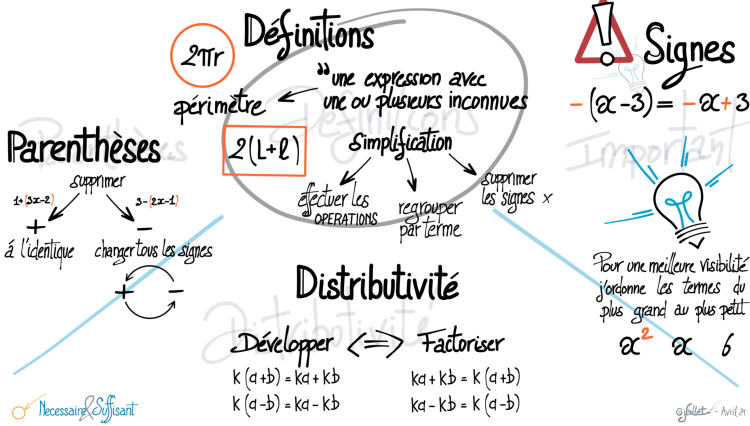 Définitions
2πr
" une expression avec
une ou plusieurs inconnues
périmètre
2(L+l)
Simplification
effectuer les
OPERATIONS
regrouper
par terme
supprimer
les signes ×
! Signes
-(x-3) = -x+3
Important
Pour une meilleure visibilité
j'ordonne les termes du
plus grand au plus petit
x² x 6
Parenthèses
supprimer
1+(3x-2)
3-(2x-1)
+
-
á l'identique
changer tous les signes
+ -
Distributivité
Développer <=> Factoriser
k(a+b) = ka+kb
ka+kb = k(a+b)
k(a-b) = ka-kb
ka-kb = k(a-b)
Necessaire&Suffisant
- Avril 21